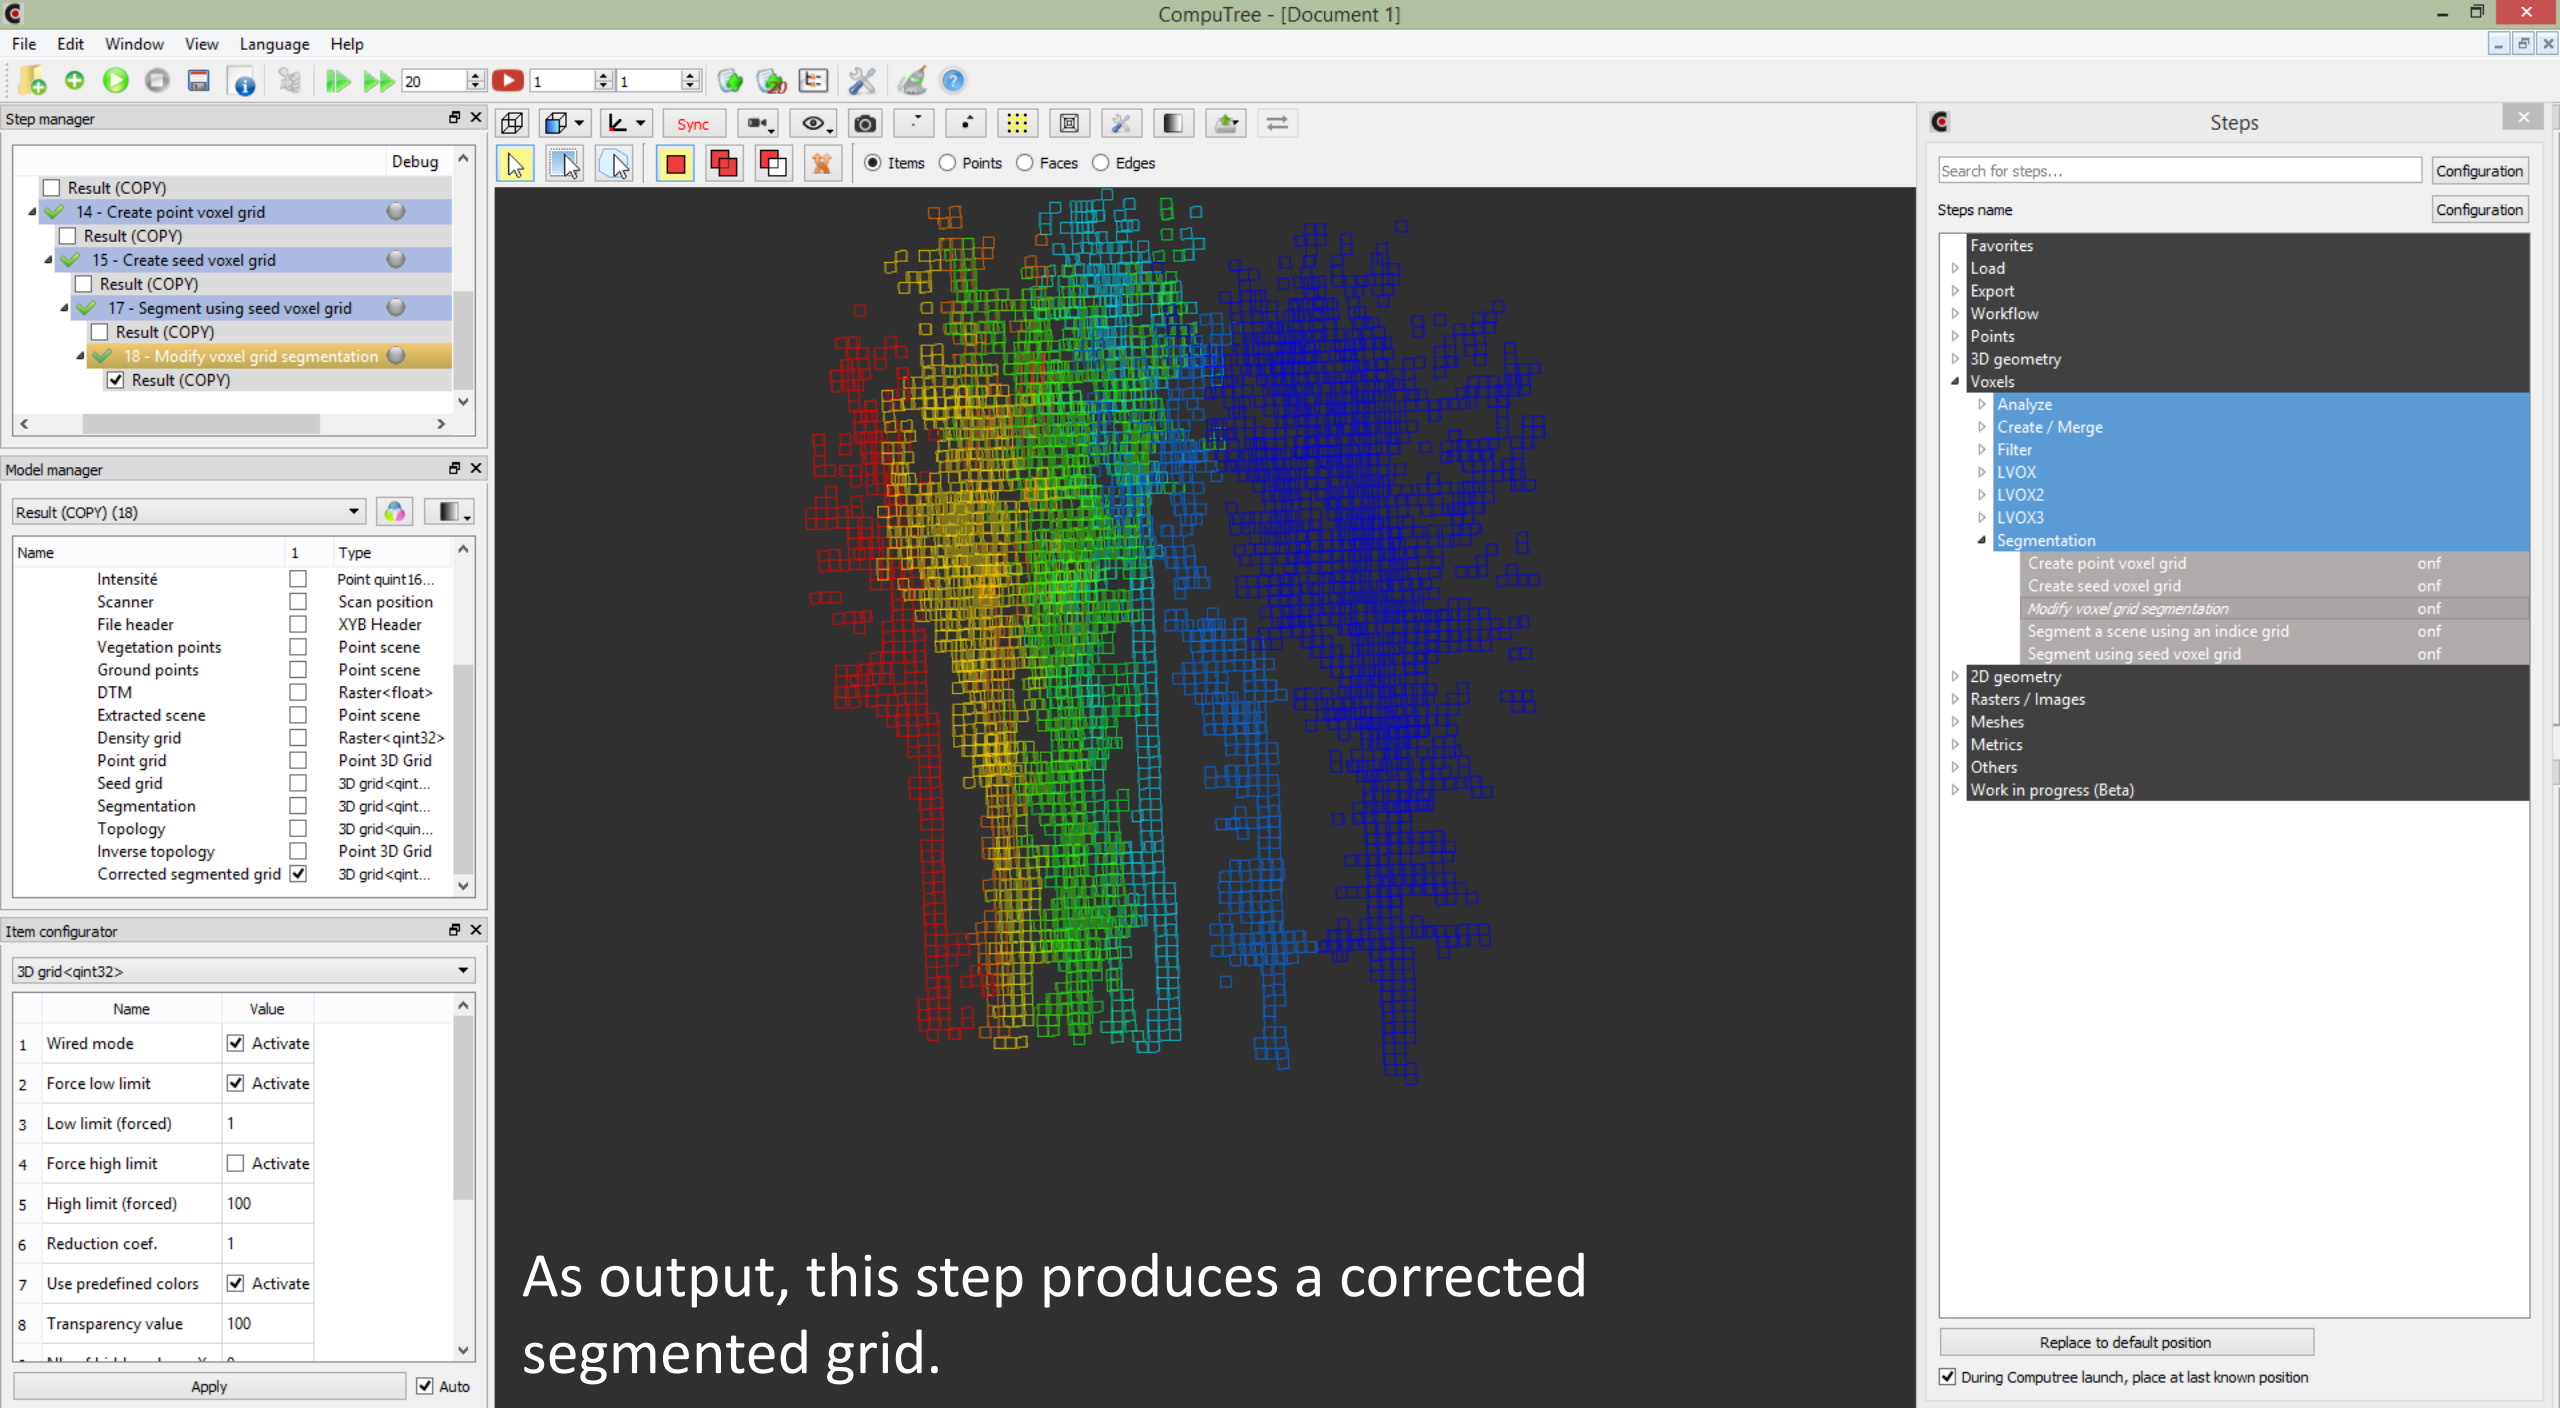 CompuTree - [Document 1]
File Edit Window View Language Help
20 1 1
Step manager
Debug
Result (COPY)
14 - Create point voxel grid
Result (COPY)
15 - Create seed voxel grid
Result (COPY)
17 - Segment using seed voxel grid
Result (COPY)
18 - Modify voxel grid segmentation
Result (COPY)
Model manager
Result (COPY) (18)
Name 1 Type
Intensité Point quint16...
Scanner Scan position
File header XYB Header
Vegetation points Point scene
Ground points Point scene
DTM Raster<float>
Extracted scene Point scene
Density grid Raster<qint32>
Point grid Point 3D Grid
Seed grid 3D grid<qint...
Segmentation 3D grid<qint...
Topology 3D grid<quin...
Inverse topology Point 3D Grid
Corrected segmented grid 3D grid<qint...
Item configurator
3D grid<qint32>
Name Value
1 Wired mode Activate
2 Force low limit Activate
3 Low limit (forced) 1
4 Force high limit Activate
5 High limit (forced) 100
6 Reduction coef. 1
7 Use predefined colors Activate
8 Transparency value 100
Apply Auto
Sync
Items Points Faces Edges
As output, this step produces a corrected
segmented grid.
Steps
Search for steps... Configuration
Steps name Configuration
Favorites
Load
Export
Workflow
Points
3D geometry
Voxels
Analyze
Create / Merge
Filter
LVOX
LVOX2
LVOX3
Segmentation
Create point voxel grid onf
Create seed voxel grid onf
Modify voxel grid segmentation onf
Segment a scene using an indice grid onf
Segment using seed voxel grid onf
2D geometry
Rasters / Images
Meshes
Metrics
Others
Work in progress (Beta)
Replace to default position
During Computree launch, place at last known position